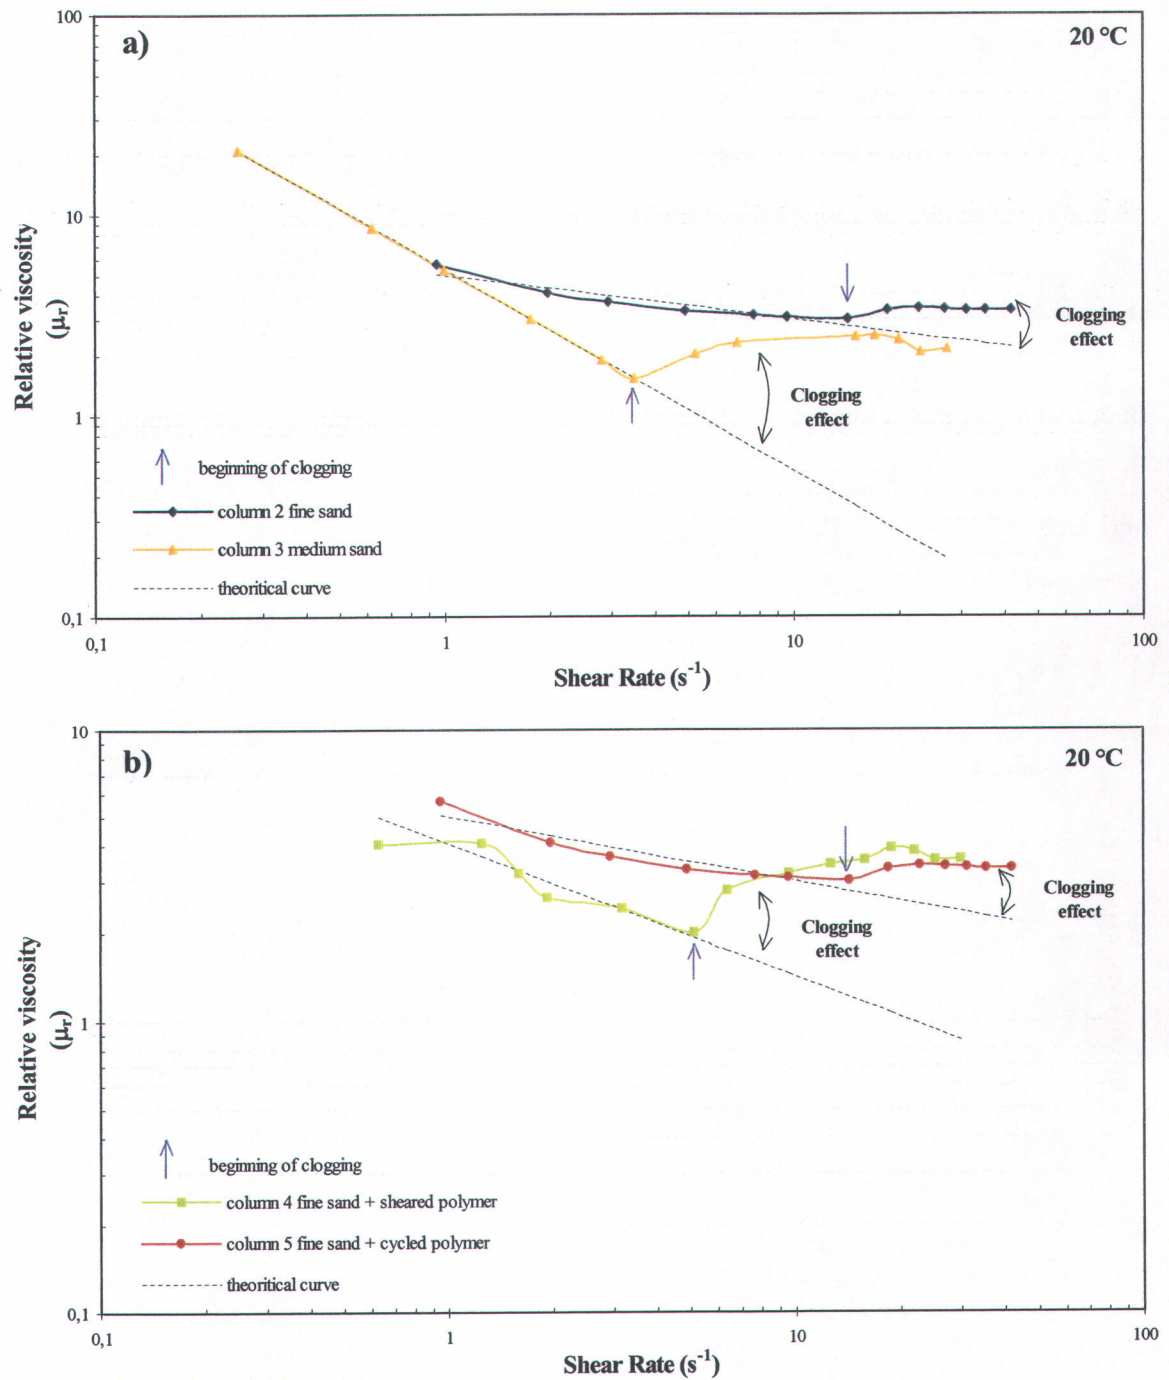 100
a)
20 °C
10
Relative viscosity
(μr)
Clogging
effect
Clogging
effect
1
beginning of clogging
column 2 fine sand
column 3 medium sand
theoritical curve
0,1
0,1
1
10
100
Shear Rate (s-1)
10
b)
20 °C
Clogging
effect
Clogging
effect
Relative viscosity
(μr)
1
beginning of clogging
column 4 fine sand + sheared polymer
column 5 fine sand + cycled polymer
theoritical curve
0,1
0,1
1
10
100
Shear Rate (s-1)